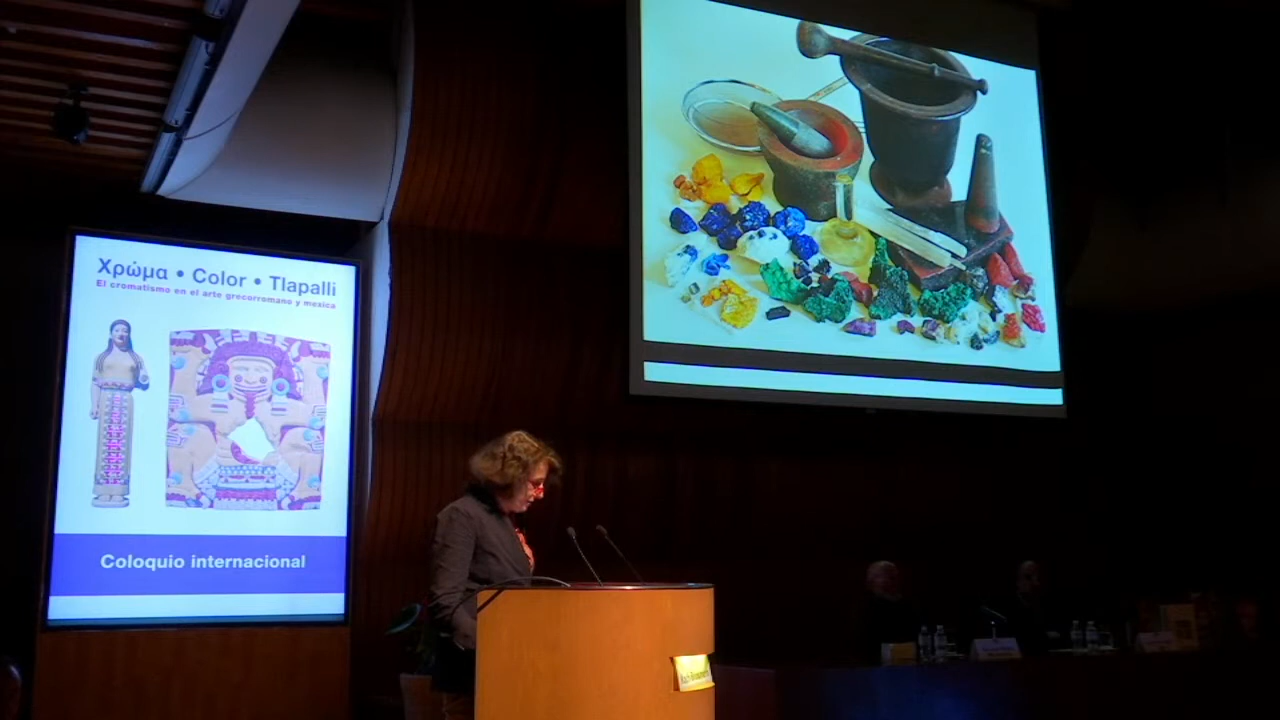 Χρώμα • Color • Tlapalli
El cromatismo en el arte grecorromano y mexica
Coloquio internacional